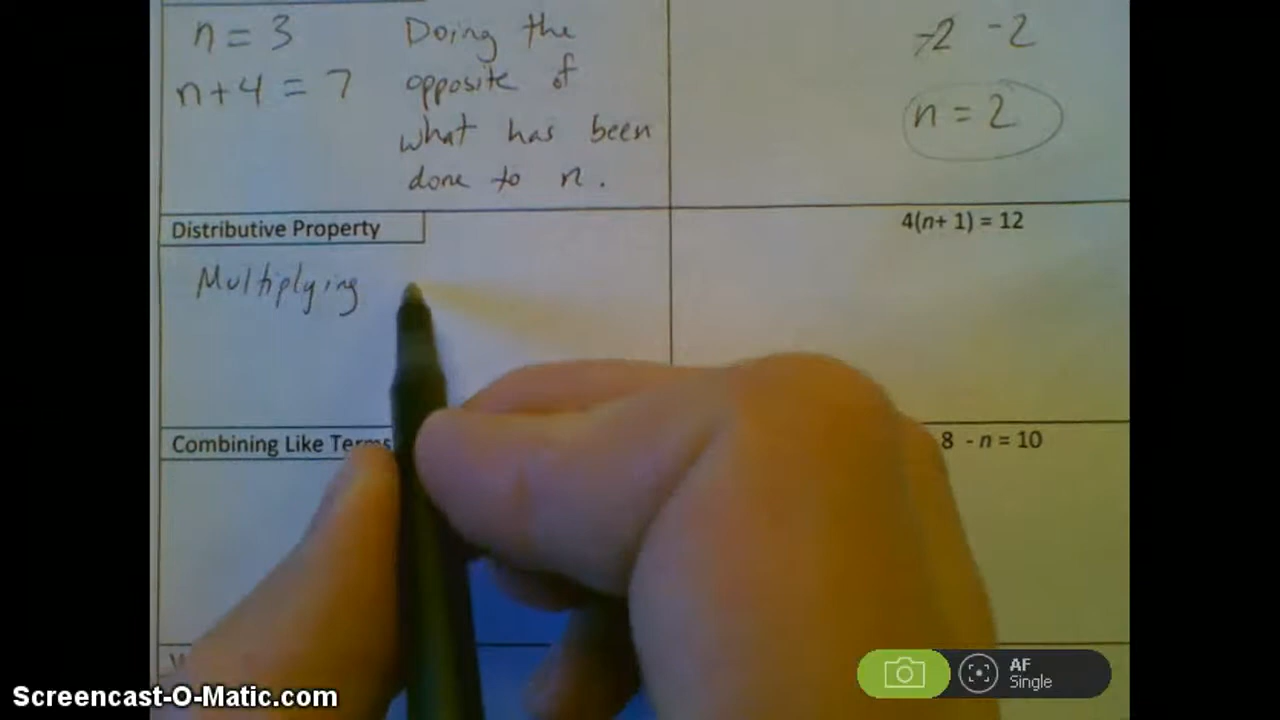 n = 3
n + 4 = 7
Doing the
opposite of
what has been
done to n.
-2 -2
n = 2
Distributive Property
4(n+ 1) = 12
Multiplying
Combining Like Terms
8 - n = 10
AF
Single
Screencast-O-Matic.com